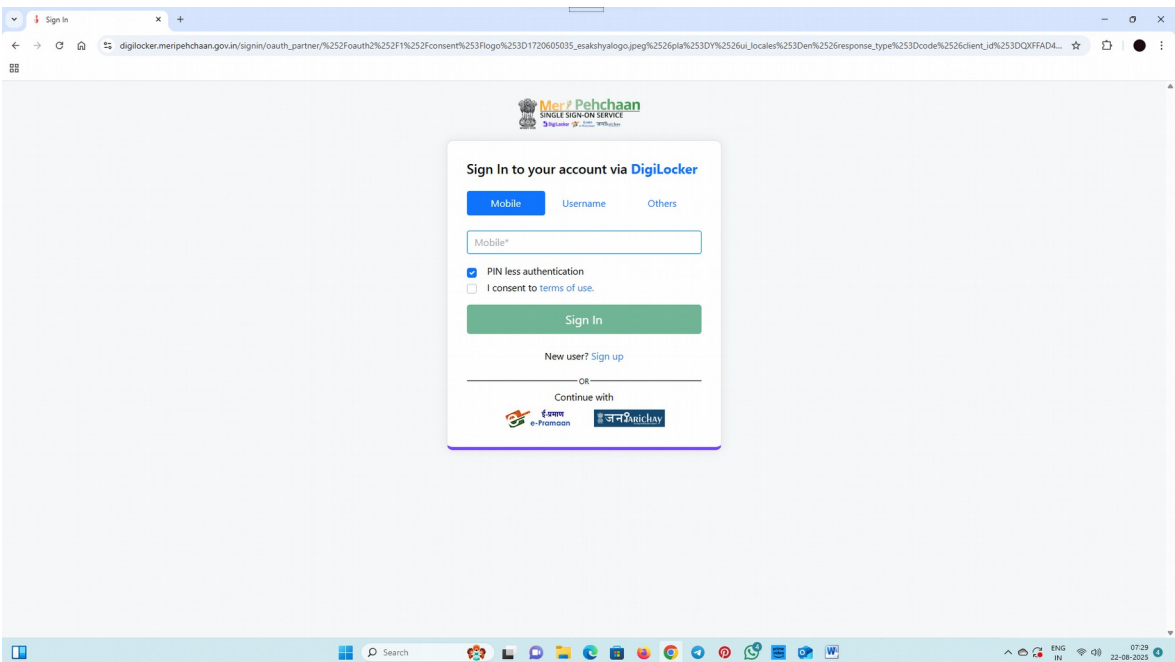 Sign In
digilocker.meripehchaan.gov.in/signin/oauth_partner/%252Foauth2%252F1%252Fconsent%253Flogo%253D1720605035_esakshyalogo.jpeg%2526pla%253DY%2526ui_locales%253Den%2526response_type%253Dcode%2526client_id%253DQXFFAD4...
Meri Pehchaan
SINGLE SIGN-ON SERVICE
DigiLocker
Sign In to your account via DigiLocker
Mobile Username Others
Mobile*
PIN less authentication
I consent to terms of use.
Sign In
New user? Sign up
OR
Continue with
ई-प्रमाण
e-Pramaan
जनParichay
Search
ENG
IN
07:29
22-08-2025